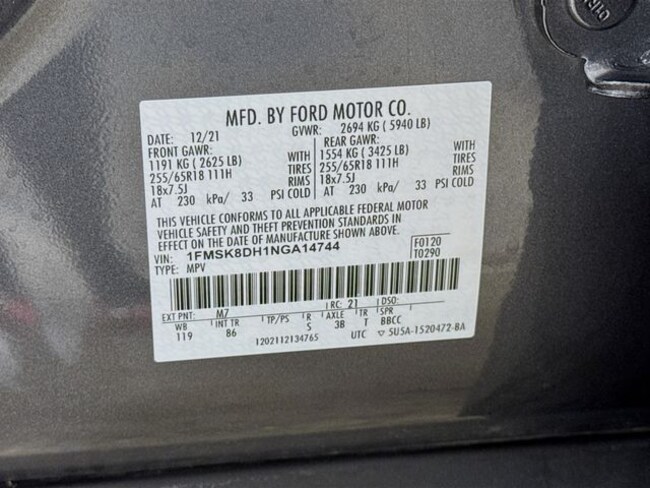 MFD. BY FORD MOTOR CO.
DATE: 12/21 GVWR: 2694 KG ( 5940 LB)
FRONT GAWR: REAR GAWR:
1191 KG ( 2625 LB) WITH 1554 KG ( 3425 LB) WITH
255/65R18 111H TIRES 255/65R18 111H TIRES
18x7.5J RIMS 18x7.5J RIMS
AT 230 kPa/ 33 PSI COLD AT 230 kPa/ 33 PSI COLD
THIS VEHICLE CONFORMS TO ALL APPLICABLE FEDERAL MOTOR
VEHICLE SAFETY AND THEFT PREVENTION STANDARDS IN
EFFECT ON THE DATE OF MANUFACTURE SHOWN ABOVE.
VIN: 1FMSK8DH1NGA14744 F0120
TYPE: MPV T0290
EXT PNT: M7 RC: 21 DSO:
WB INT TR TP/PS R AXLE TR SPR
119 86 S 3B T BBCC
1202112134765 UTC ▽ 5U5A-1520472-BA